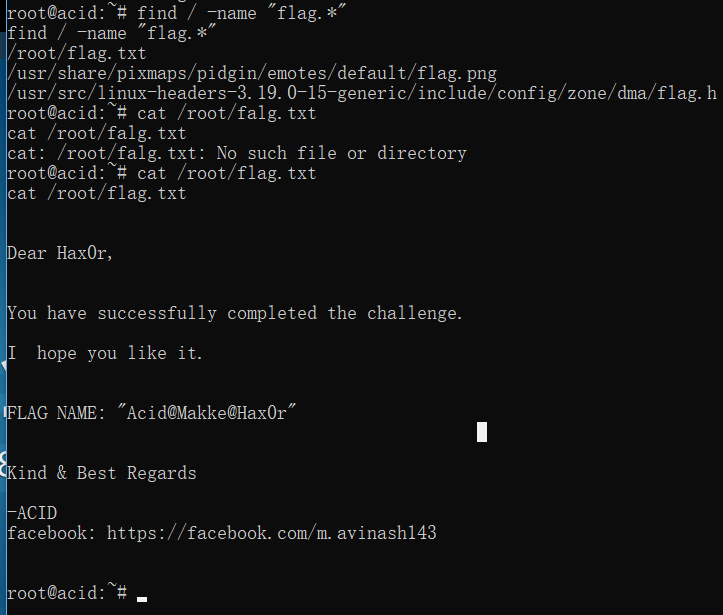 root@acid:~# find / -name "flag.*"
find / -name "flag.*"
/root/flag.txt
/usr/share/pixmaps/pidgin/emotes/default/flag.png
/usr/src/linux-headers-3.19.0-15-generic/include/config/zone/dma/flag.h
root@acid:~# cat /root/falg.txt
cat /root/falg.txt
cat: /root/falg.txt: No such file or directory
root@acid:~# cat /root/flag.txt
cat /root/flag.txt
Dear Hax0r,
You have successfully completed the challenge.
I  hope you like it.
FLAG NAME: "Acid@Makke@Hax0r"
Kind & Best Regards
-ACID
facebook: https://facebook.com/m.avinash143
root@acid:~#